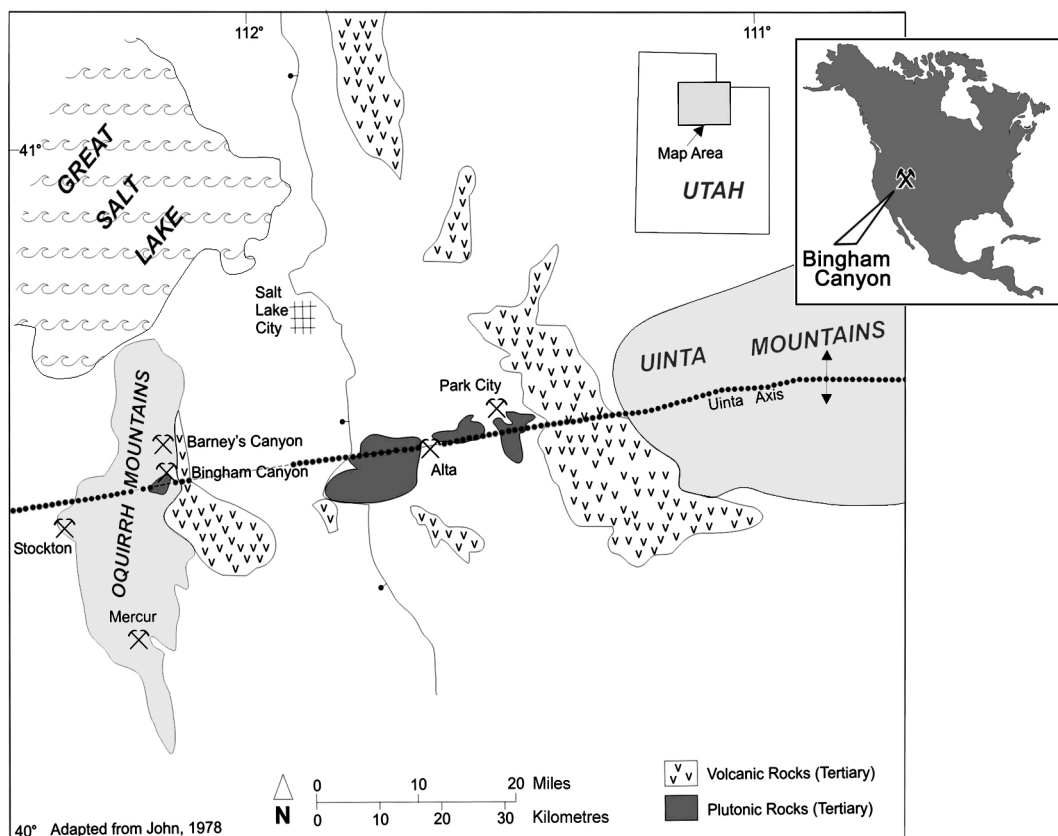 112°
111°
41°
GREAT
SALT
LAKE
Map Area
UTAH
Bingham
Canyon
Salt
Lake
City
UINTA MOUNTAINS
Uinta Axis
Park City
Alta
OQUIRRH MOUNTAINS
Barney's Canyon
Bingham Canyon
Stockton
Mercur
N
0 10 20 Miles
0 10 20 30 Kilometres
Volcanic Rocks (Tertiary)
Plutonic Rocks (Tertiary)
40° Adapted from John, 1978